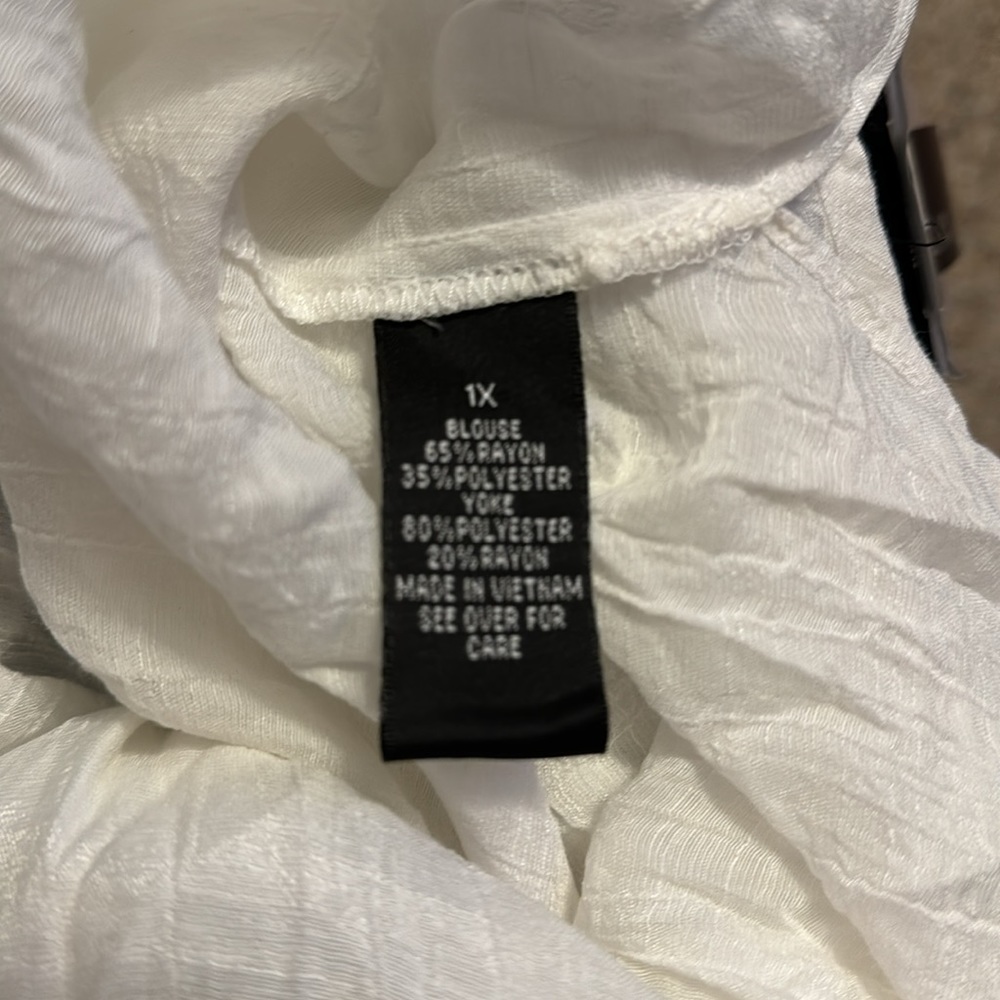 1X
BLOUSE
65%RAYON
35%POLYESTER
YOKE
80%POLYESTER
20%RAYON
MADE IN VIETNAM
SEE OVER FOR
CARE